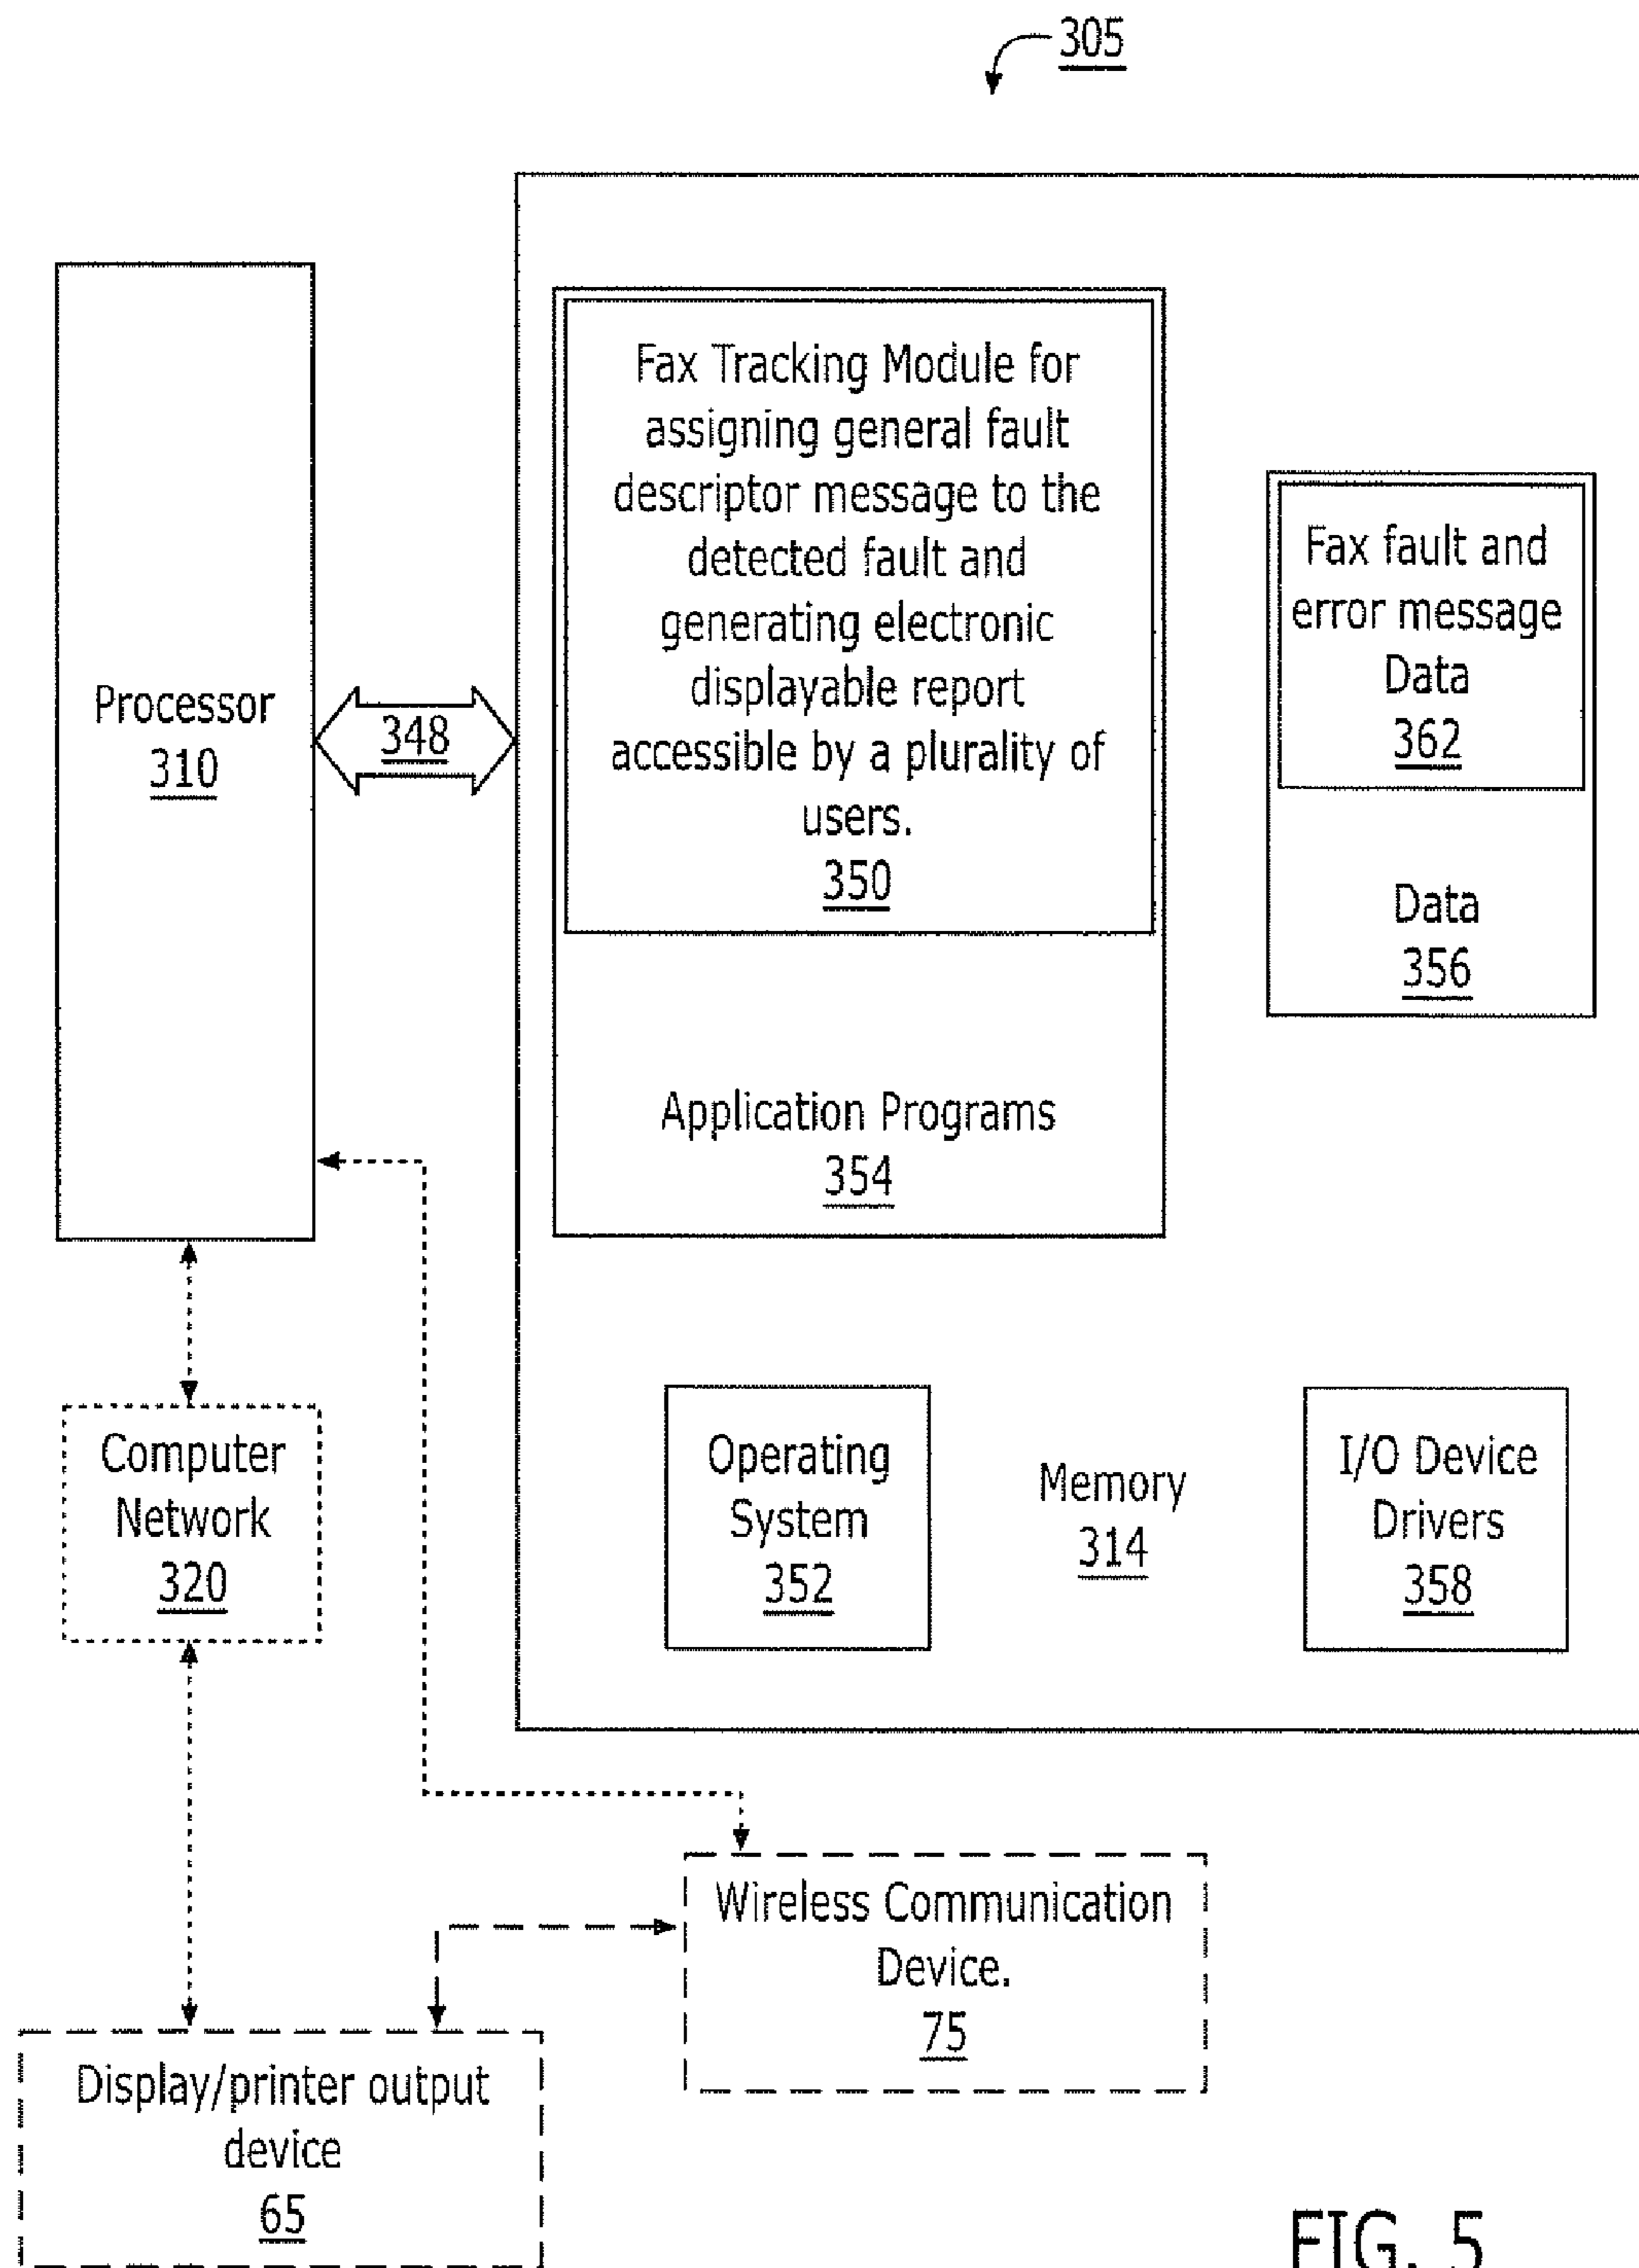 305
Processor
310
348
Fax Tracking Module for
assigning general fault
descriptor message to the
detected fault and
generating electronic
displayable report
accessible by a plurality of
users.
350
Application Programs
354
Fax fault and
error message
Data
362
Data
356
Operating
System
352
Memory
314
I/O Device
Drivers
358
Computer
Network
320
Wireless Communication
Device.
75
Display/printer output
device
65
FIG. 5